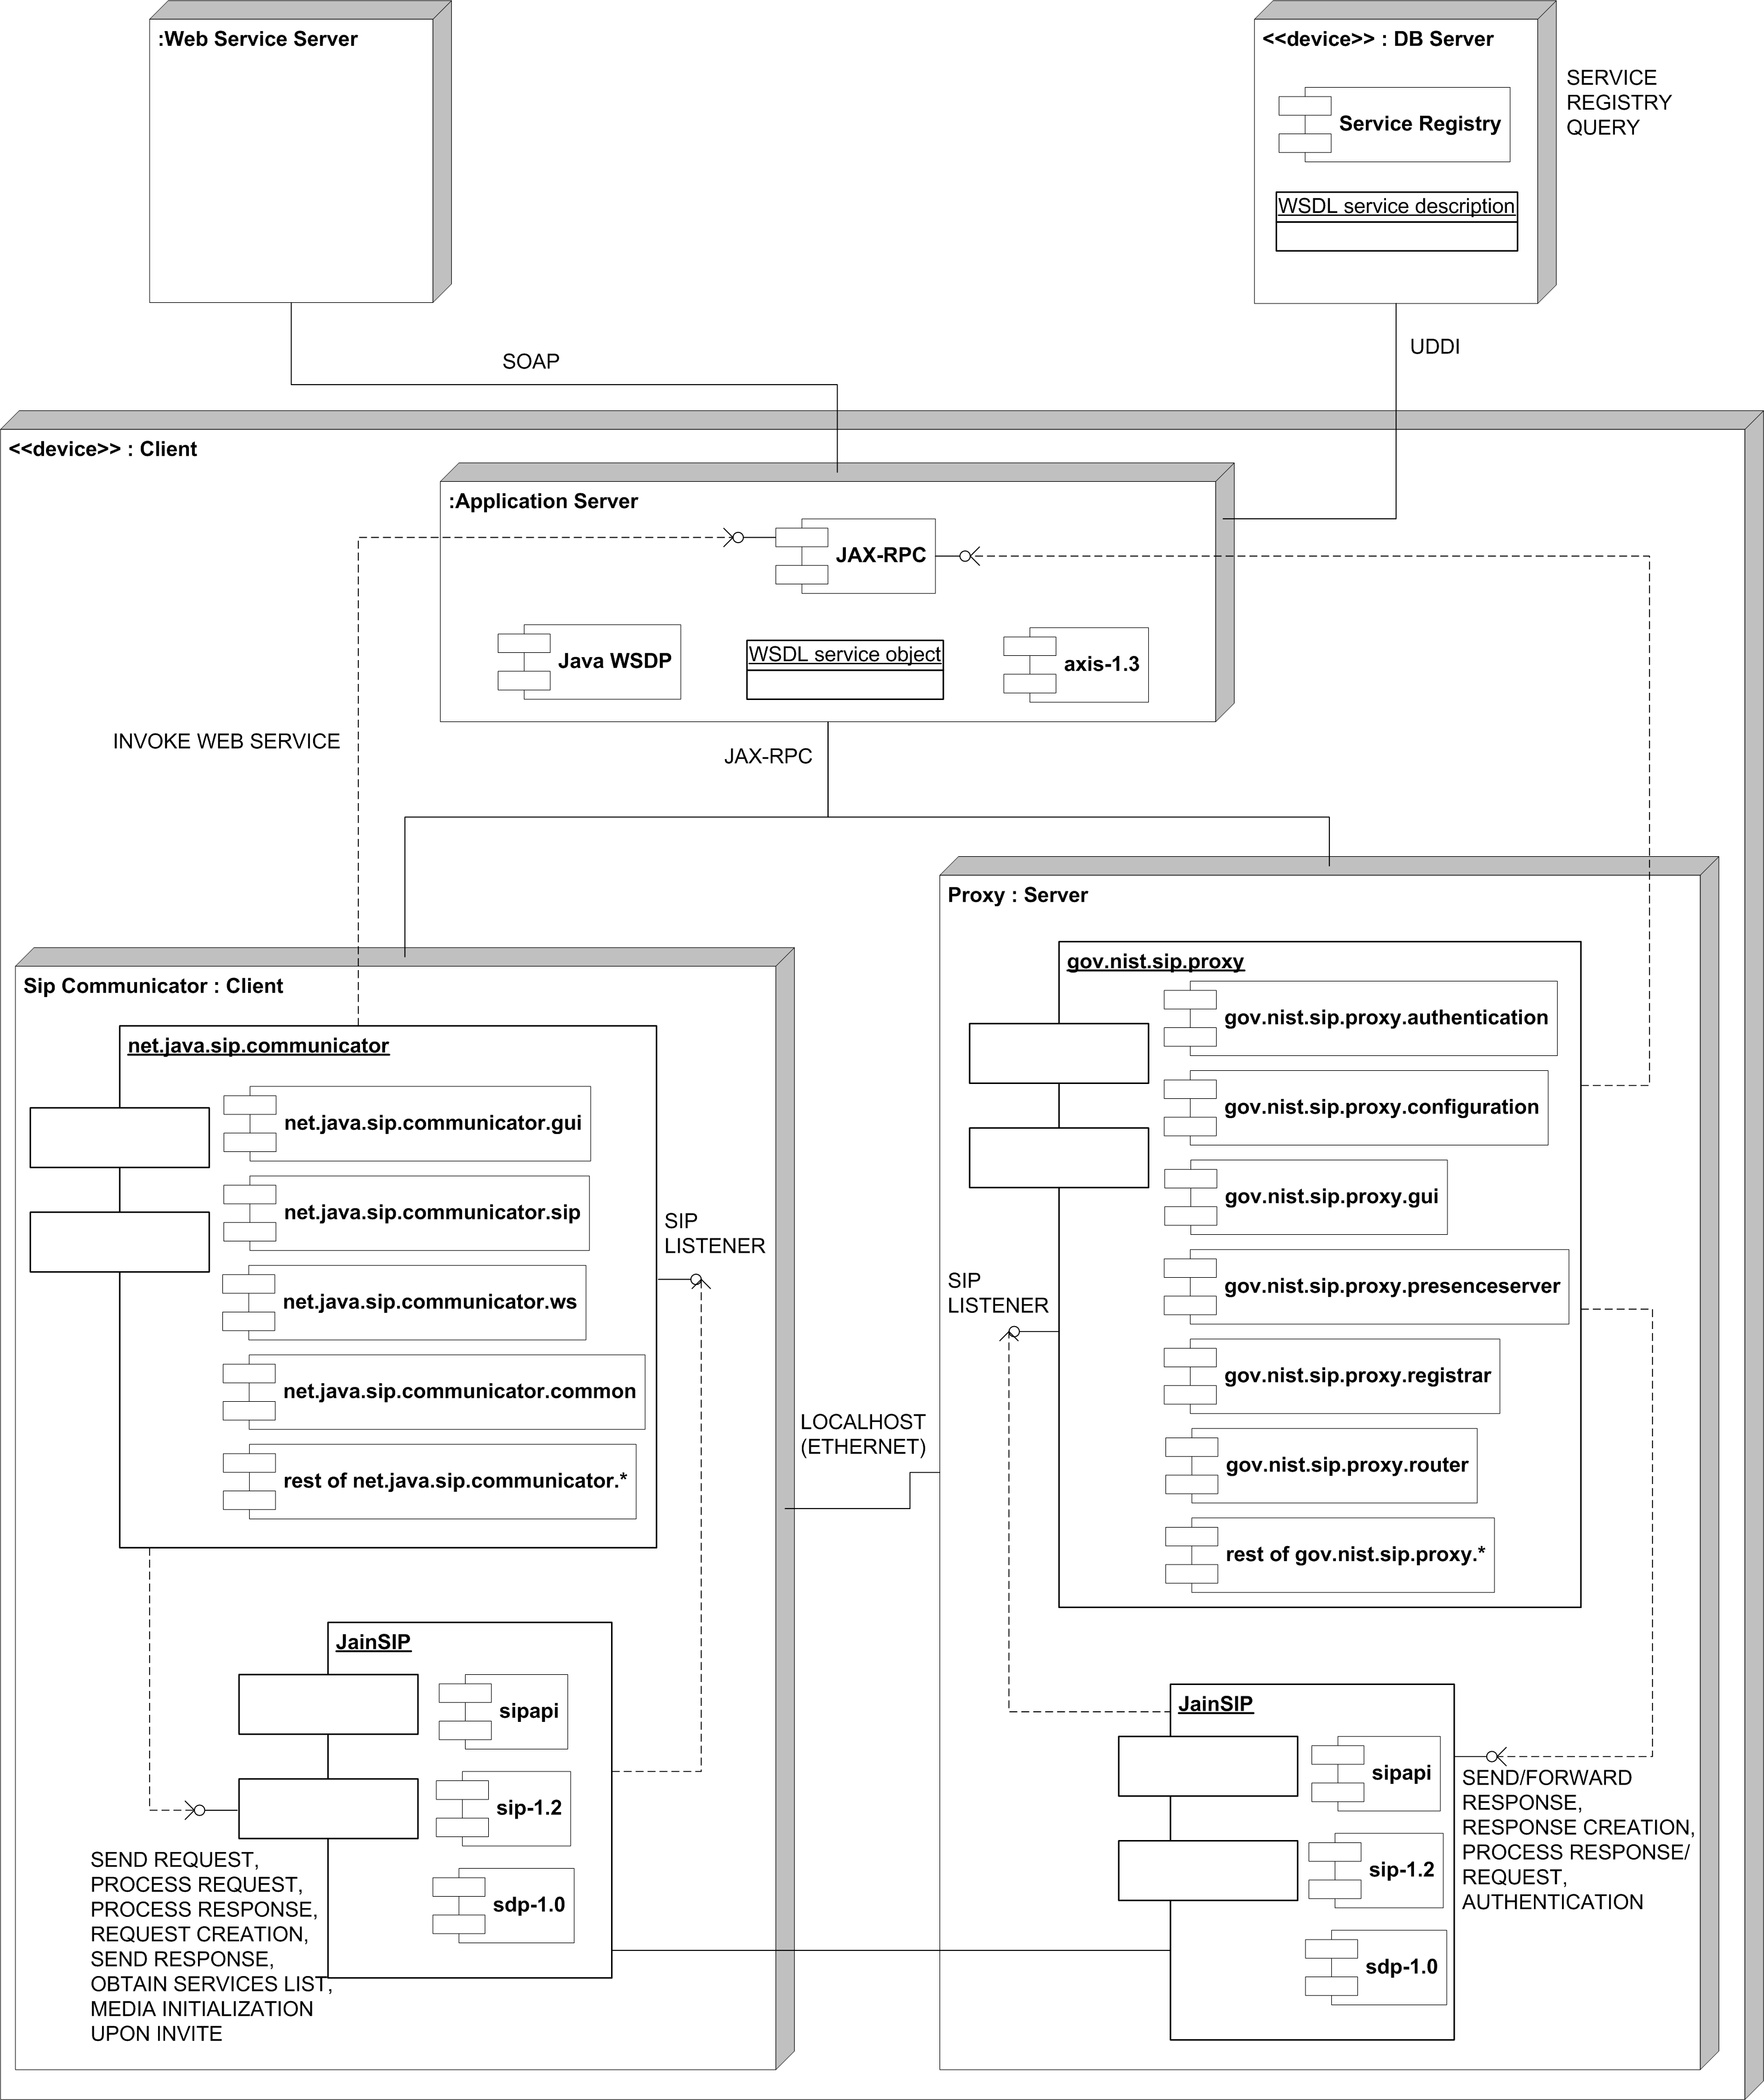 :Web Service Server
<<device>> : DB Server
SERVICE
REGISTRY
QUERY
Service Registry
WSDL service description
SOAP
UDDI
<<device>> : Client
:Application Server
JAX-RPC
Java WSDP
WSDL service object
axis-1.3
INVOKE WEB SERVICE
JAX-RPC
Proxy : Server
gov.nist.sip.proxy
gov.nist.sip.proxy.authentication
gov.nist.sip.proxy.configuration
gov.nist.sip.proxy.gui
gov.nist.sip.proxy.presenceserver
gov.nist.sip.proxy.registrar
gov.nist.sip.proxy.router
rest of gov.nist.sip.proxy.*
SIP
LISTENER
Sip Communicator : Client
net.java.sip.communicator
net.java.sip.communicator.gui
net.java.sip.communicator.sip
net.java.sip.communicator.ws
net.java.sip.communicator.common
rest of net.java.sip.communicator.*
SIP
LISTENER
LOCALHOST
(ETHERNET)
JainSIP
sipapi
sip-1.2
sdp-1.0
SEND REQUEST,
PROCESS REQUEST,
PROCESS RESPONSE,
REQUEST CREATION,
SEND RESPONSE,
OBTAIN SERVICES LIST,
MEDIA INITIALIZATION
UPON INVITE
JainSIP
sipapi
sip-1.2
sdp-1.0
SEND/FORWARD
RESPONSE,
RESPONSE CREATION,
PROCESS RESPONSE/
REQUEST,
AUTHENTICATION